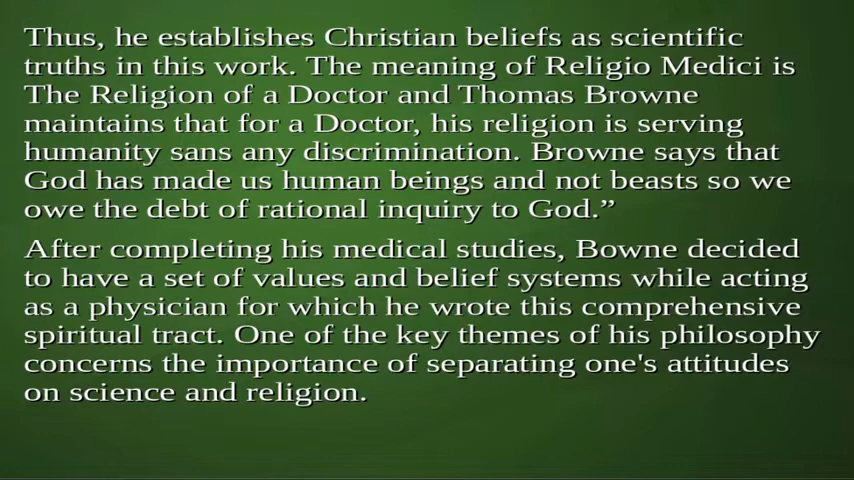 Thus, he establishes Christian beliefs as scientific
truths in this work. The meaning of Religio Medici is
The Religion of a Doctor and Thomas Browne
maintains that for a Doctor, his religion is serving
humanity sans any discrimination. Browne says that
God has made us human beings and not beasts so we
owe the debt of rational inquiry to God.”
After completing his medical studies, Bowne decided
to have a set of values and belief systems while acting
as a physician for which he wrote this comprehensive
spiritual tract. One of the key themes of his philosophy
concerns the importance of separating one's attitudes
on science and religion.